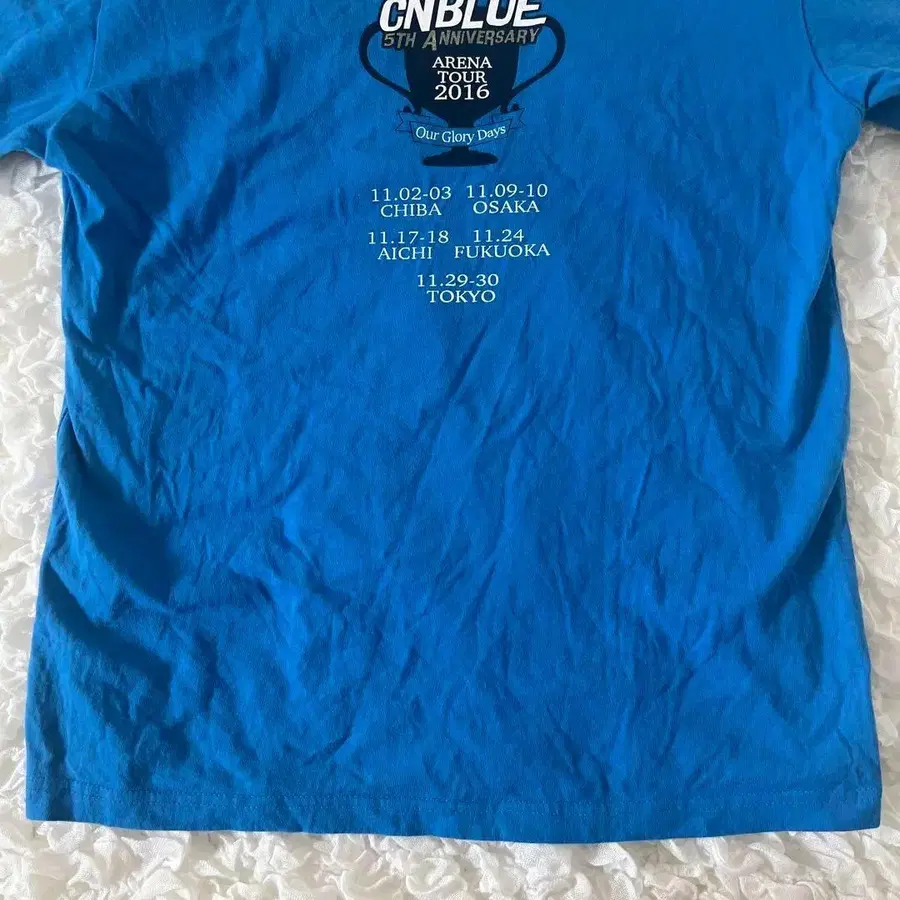 CNBLUE
5TH ANNIVERSARY
ARENA
TOUR
2016
Our Glory Days
11.02-03 11.09-10
CHIBA OSAKA
11.17-18 11.24
AICHI FUKUOKA
11.29-30
TOKYO